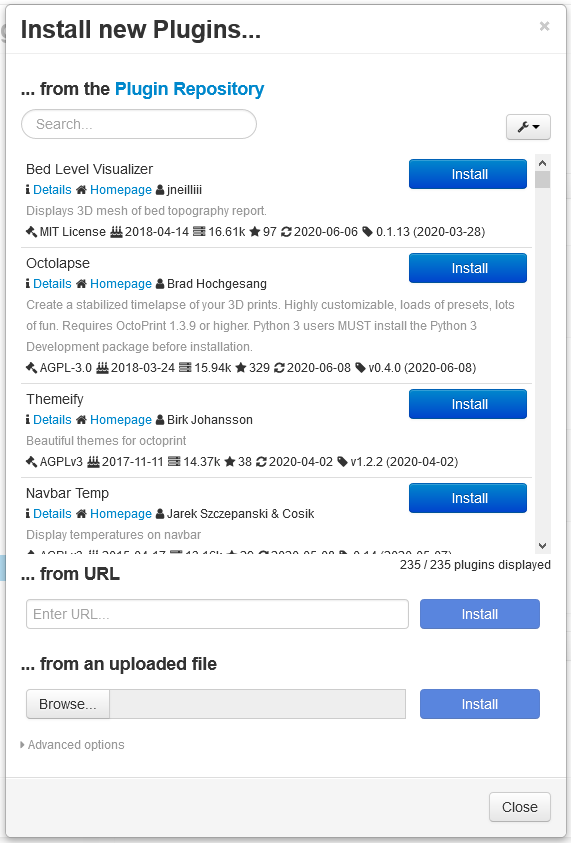 Install new Plugins...
×
... from the Plugin Repository
Search...
Bed Level Visualizer
Install
Details Homepage jneilliii
Displays 3D mesh of bed topography report.
MIT License 2018-04-14 16.61k 97 2020-06-06 0.1.13 (2020-03-28)
Octolapse
Install
Details Homepage Brad Hochgesang
Create a stabilized timelapse of your 3D prints. Highly customizable, loads of presets, lots
of fun. Requires OctoPrint 1.3.9 or higher. Python 3 users MUST install the Python 3
Development package before installation.
AGPL-3.0 2018-03-24 15.94k 329 2020-06-08 v0.4.0 (2020-06-08)
Themeify
Install
Details Homepage Birk Johansson
Beautiful themes for octoprint
AGPLv3 2017-11-11 14.37k 38 2020-04-02 v1.2.2 (2020-04-02)
Navbar Temp
Install
Details Homepage Jarek Szczepanski & Cosik
Display temperatures on navbar
235 / 235 plugins displayed
... from URL
Enter URL...
Install
... from an uploaded file
Browse...
Install
Advanced options
Close